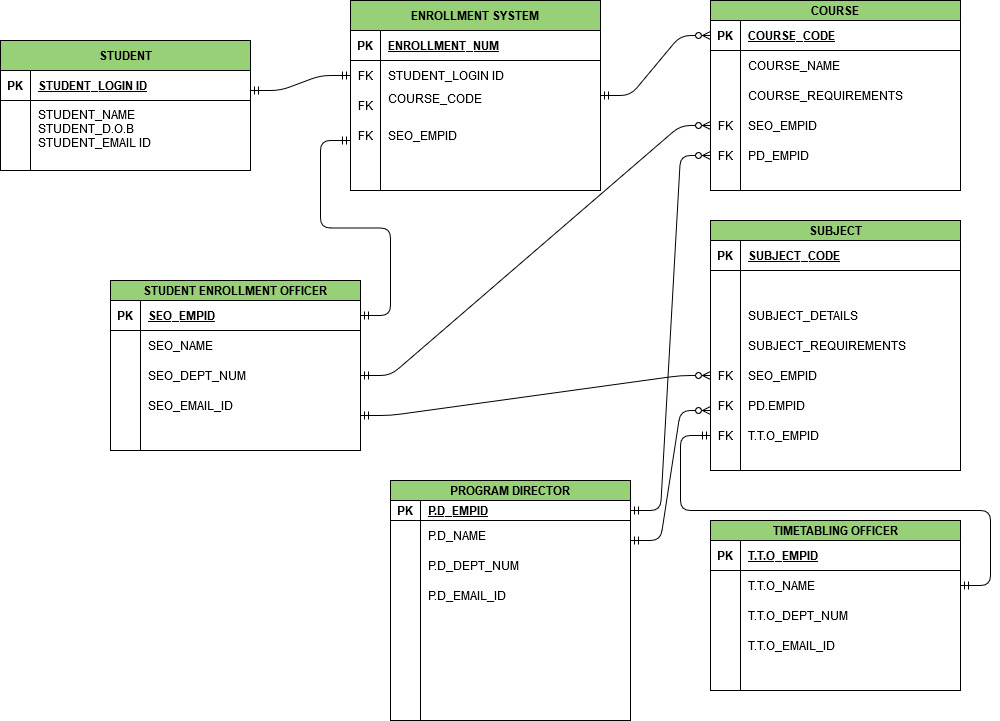 STUDENT
PK STUDENT_LOGIN ID
STUDENT_NAME
STUDENT_D.O.B
STUDENT_EMAIL ID
ENROLLMENT SYSTEM
PK ENROLLMENT_NUM
FK STUDENT_LOGIN ID
FK COURSE_CODE
FK SEO_EMPID
COURSE
PK COURSE_CODE
COURSE_NAME
COURSE_REQUIREMENTS
FK SEO_EMPID
FK PD_EMPID
SUBJECT
PK SUBJECT_CODE
SUBJECT_DETAILS
SUBJECT_REQUIREMENTS
FK SEO_EMPID
FK PD.EMPID
FK T.T.O_EMPID
STUDENT ENROLLMENT OFFICER
PK SEO_EMPID
SEO_NAME
SEO_DEPT_NUM
SEO_EMAIL_ID
PROGRAM DIRECTOR
PK P.D_EMPID
P.D_NAME
P.D_DEPT_NUM
P.D_EMAIL_ID
TIMETABLING OFFICER
PK T.T.O_EMPID
T.T.O_NAME
T.T.O_DEPT_NUM
T.T.O_EMAIL_ID